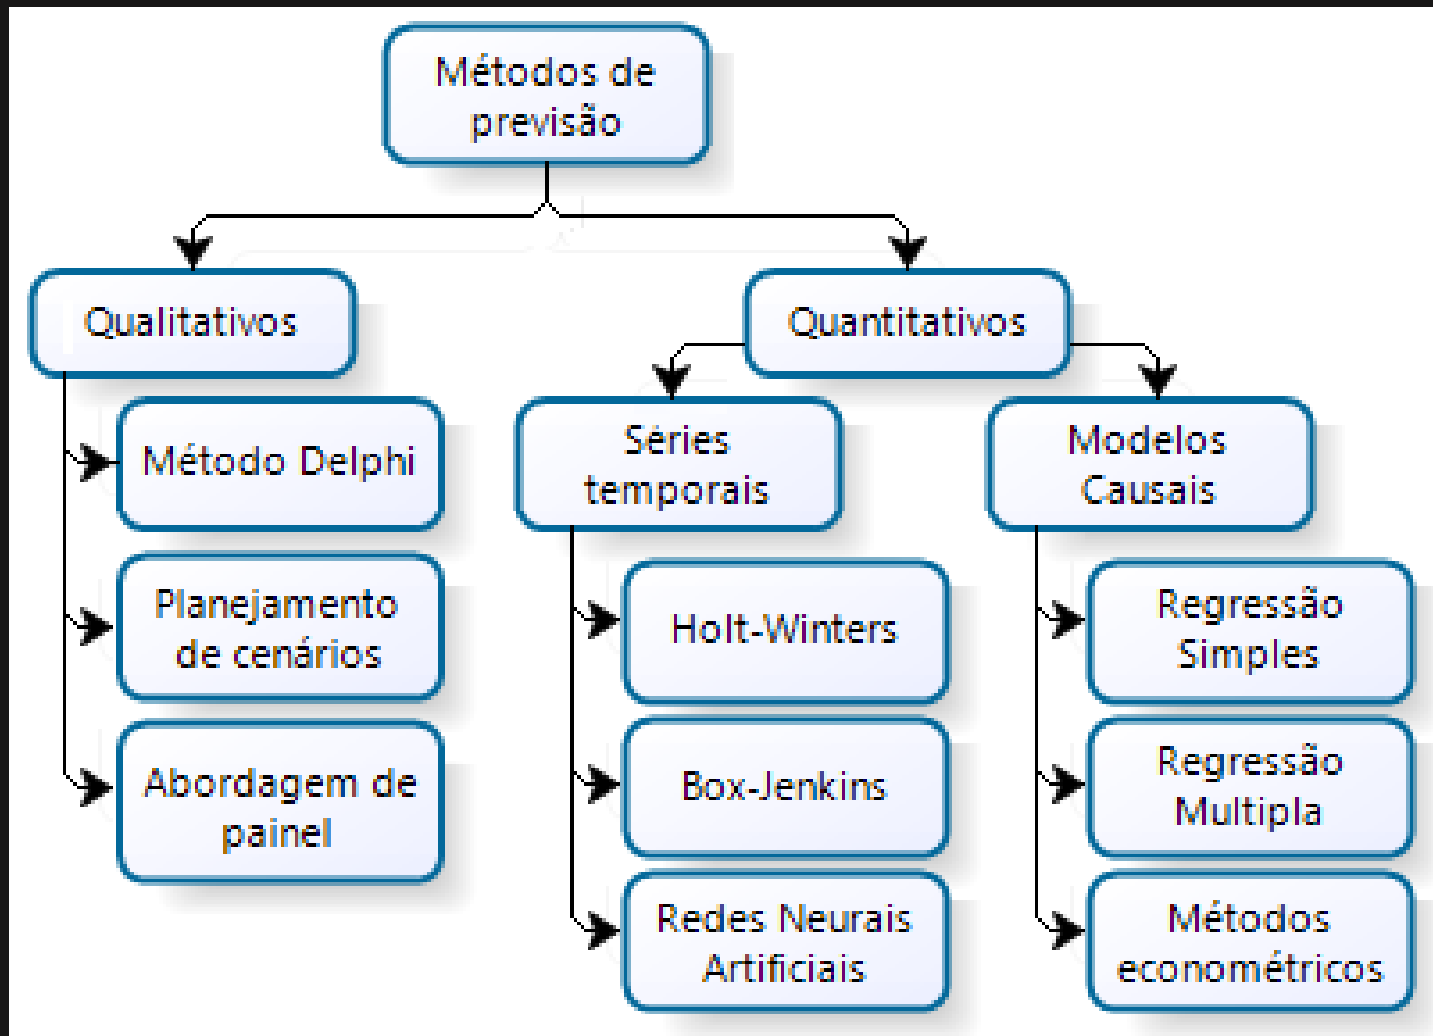 Métodos de
previsão
Qualitativos
Quantitativos
Método Delphi
Planejamento
de cenários
Abordagem de
painel
Séries
temporais
Holt-Winters
Box-Jenkins
Redes Neurais
Artificiais
Modelos
Causais
Regressão
Simples
Regressão
Multipla
Métodos
econométricos